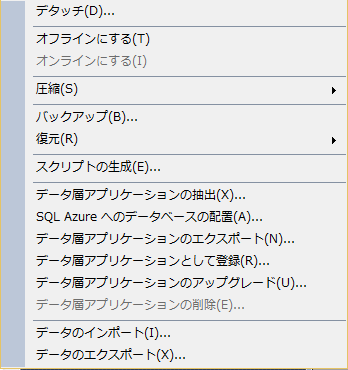 デタッチ(D)...
オフラインにする(T)
オンラインにする(I)
圧縮(S)
バックアップ(B)...
復元(R)
スクリプトの生成(E)...
データ層アプリケーションの抽出(X)...
SQL Azure へのデータベースの配置(A)...
データ層アプリケーションのエクスポート(N)...
データ層アプリケーションとして登録(R)...
データ層アプリケーションのアップグレード(U)...
データ層アプリケーションの削除(E)...
データのインポート(I)...
データのエクスポート(X)...